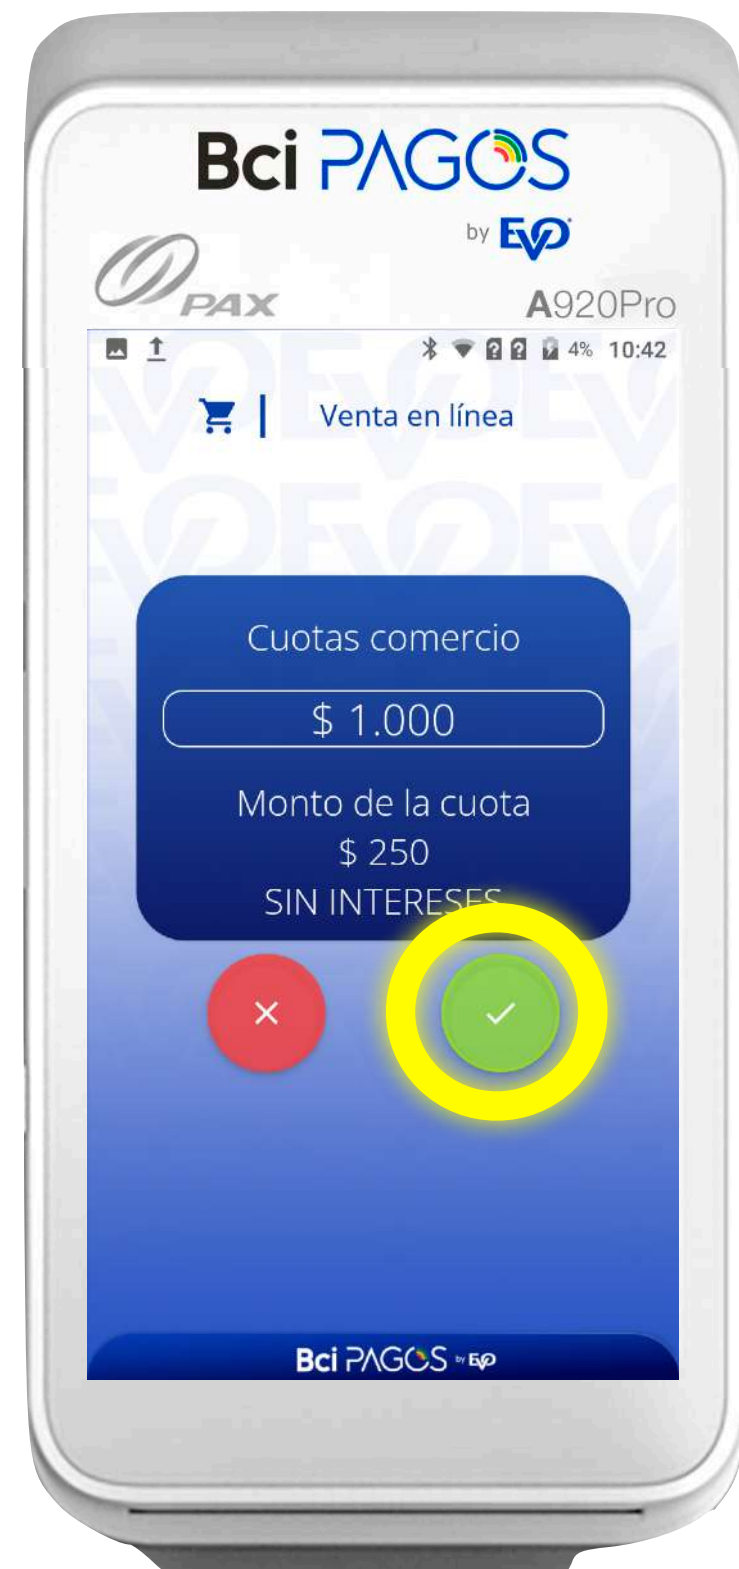 Bci PAGOS
by EVO
PAX
A920Pro
4% 10:42
Venta en línea
Cuotas comercio
$ 1.000
Monto de la cuota
$ 250
SIN INTERESES
Bci PAGOS by EVO